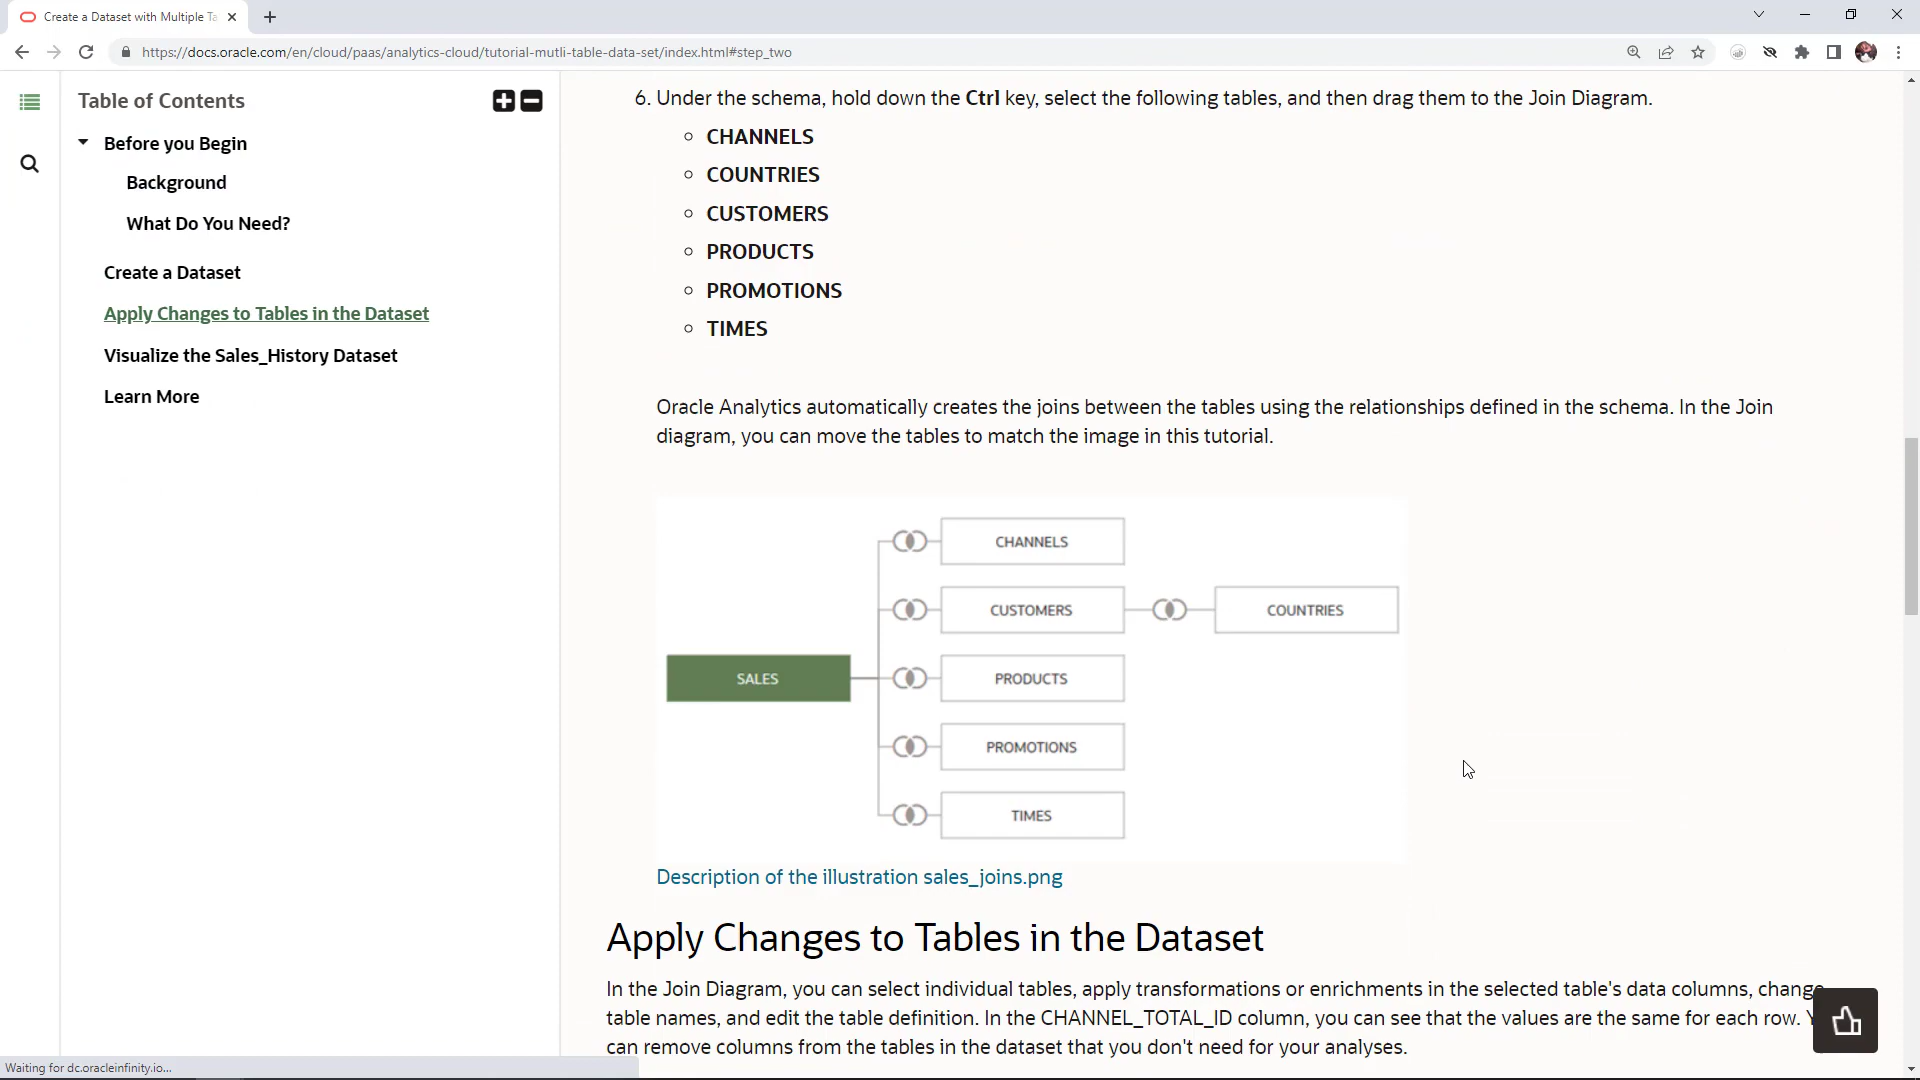 Create a Dataset with Multiple Ta
https://docs.oracle.com/en/cloud/paas/analytics-cloud/tutorial-mutli-table-data-set/index.html#step_two
Table of Contents
Before you Begin
Background
What Do You Need?
Create a Dataset
Apply Changes to Tables in the Dataset
Visualize the Sales_History Dataset
Learn More
6. Under the schema, hold down the Ctrl key, select the following tables, and then drag them to the Join Diagram.
CHANNELS
COUNTRIES
CUSTOMERS
PRODUCTS
PROMOTIONS
TIMES
Oracle Analytics automatically creates the joins between the tables using the relationships defined in the schema. In the Join
diagram, you can move the tables to match the image in this tutorial.
CHANNELS
CUSTOMERS
COUNTRIES
SALES
PRODUCTS
PROMOTIONS
TIMES
Description of the illustration sales_joins.png
Apply Changes to Tables in the Dataset
In the Join Diagram, you can select individual tables, apply transformations or enrichments in the selected table's data columns, change
table names, and edit the table definition. In the CHANNEL_TOTAL_ID column, you can see that the values are the same for each row.
can remove columns from the tables in the dataset that you don't need for your analyses.
Waiting for dc.oracleinfinity.io...